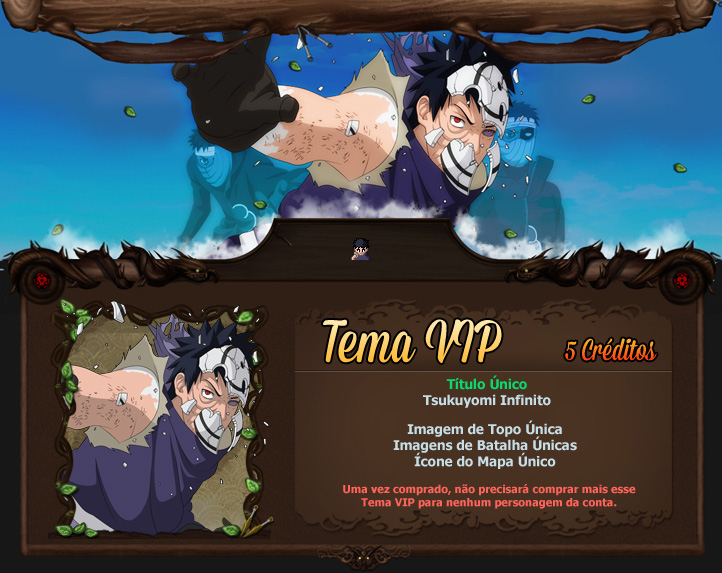 Tema VIP
5 Créditos
Título Único
Tsukuyomi Infinito
Imagem de Topo Única
Imagens de Batalha Únicas
Ícone do Mapa Único
Uma vez comprado, não precisará comprar mais esse
Tema VIP para nenhum personagem da conta.